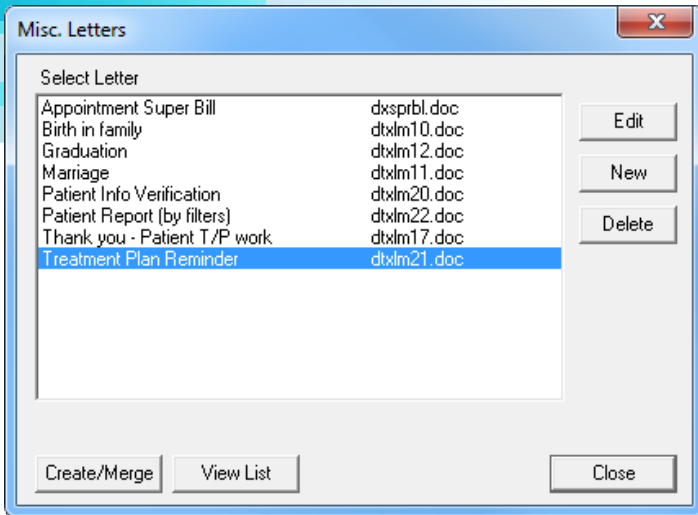 Misc. Letters
Select Letter
Appointment Super Bill dxsprbl.doc
Birth in family dtxlm10.doc
Graduation dtxlm12.doc
Marriage dtxlm11.doc
Patient Info Verification dtxlm20.doc
Patient Report (by filters) dtxlm22.doc
Thank you - Patient T/P work dtxlm17.doc
Treatment Plan Reminder dtxlm21.doc
Edit
New
Delete
Create/Merge View List Close